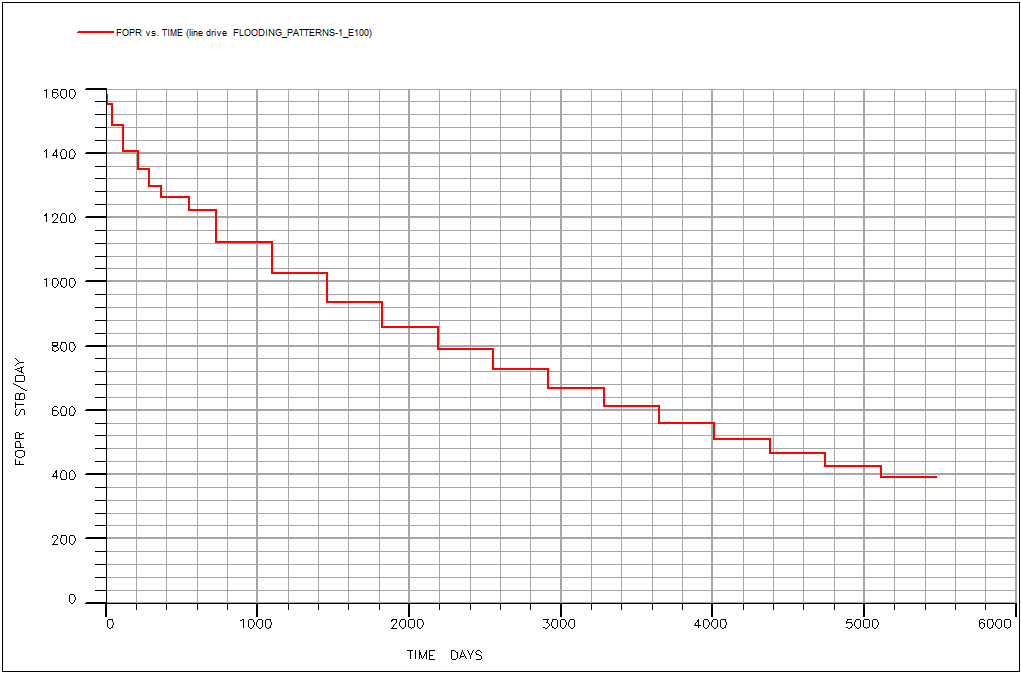 FOPR vs. TIME (line drive FLOODING_PATTERNS-1_E100)
1600
1400
1200
1000
800
600
400
200
0
FOPR STB/DAY
0 1000 2000 3000 4000 5000 6000
TIME DAYS